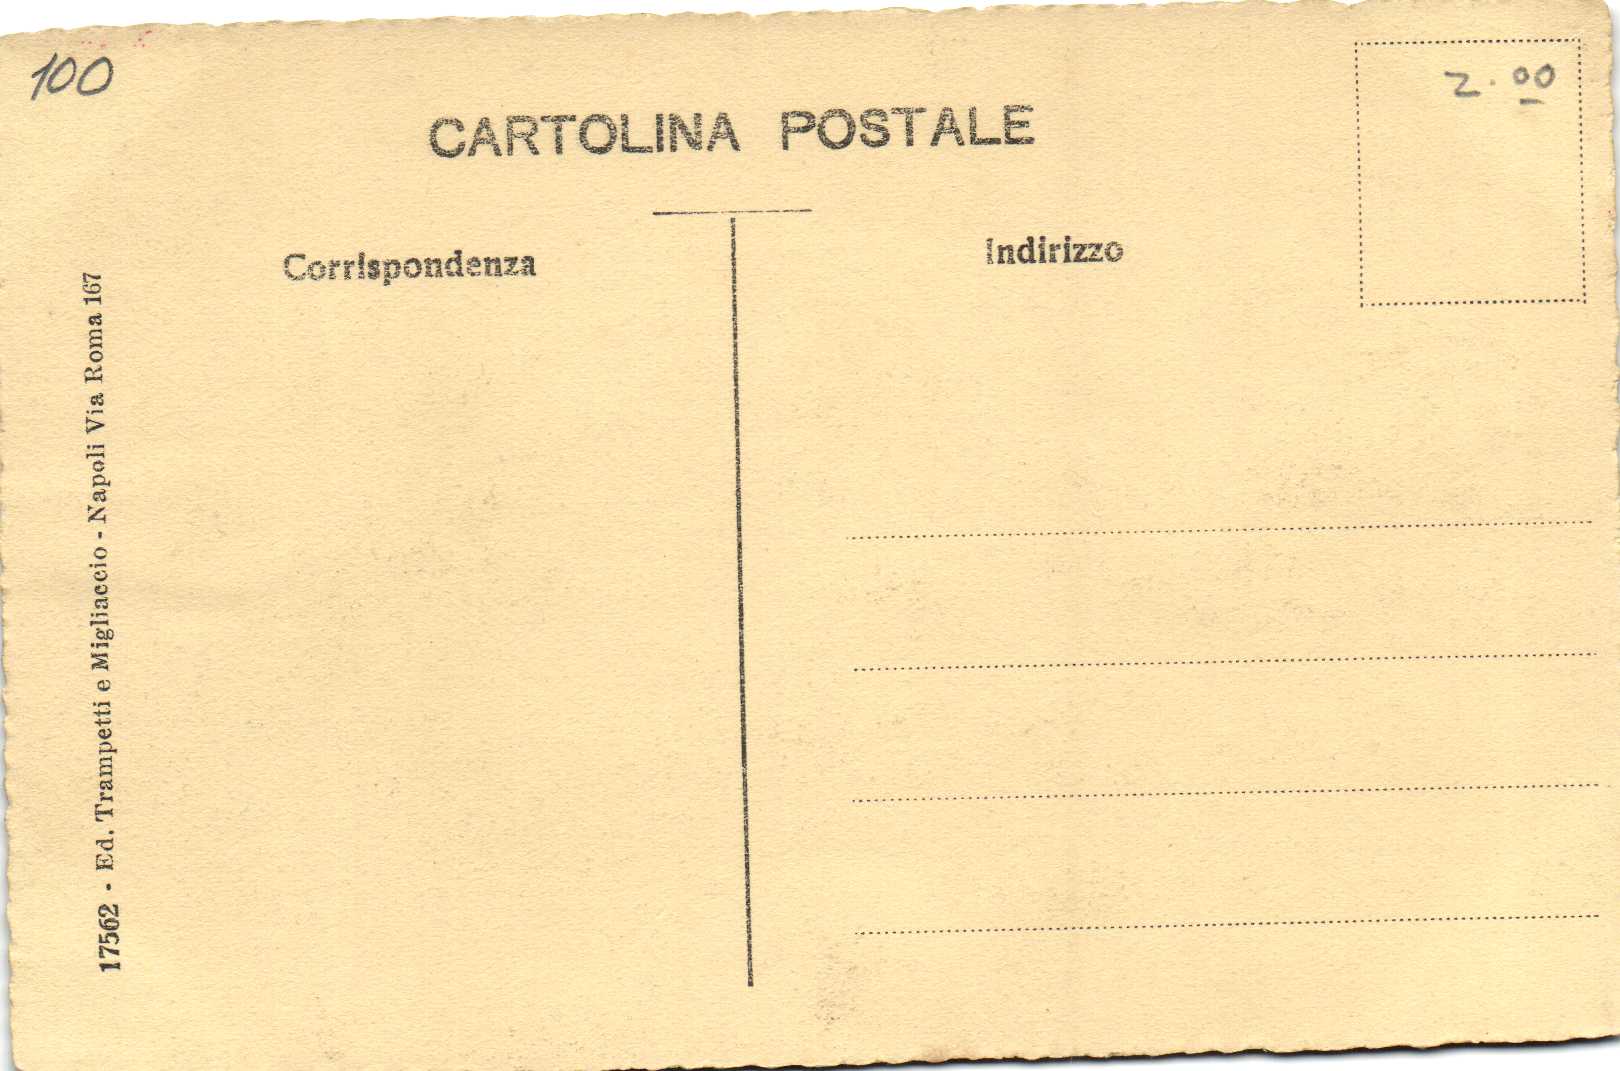 100
2.00
CARTOLINA POSTALE
Corrispondenza
Indirizzo
17562 - Ed. Trampetti e Migliaccio - Napoli Via Roma 167